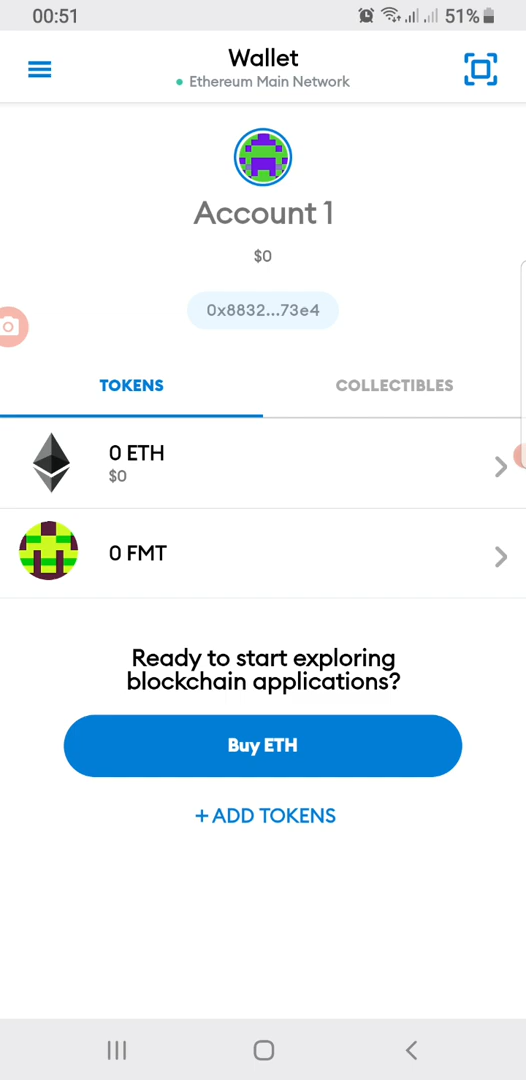 00:51
51%
Wallet
Ethereum Main Network
Account 1
$0
0x8832...73e4
TOKENS
COLLECTIBLES
0 ETH
$0
0 FMT
Ready to start exploring
blockchain applications?
Buy ETH
+ ADD TOKENS